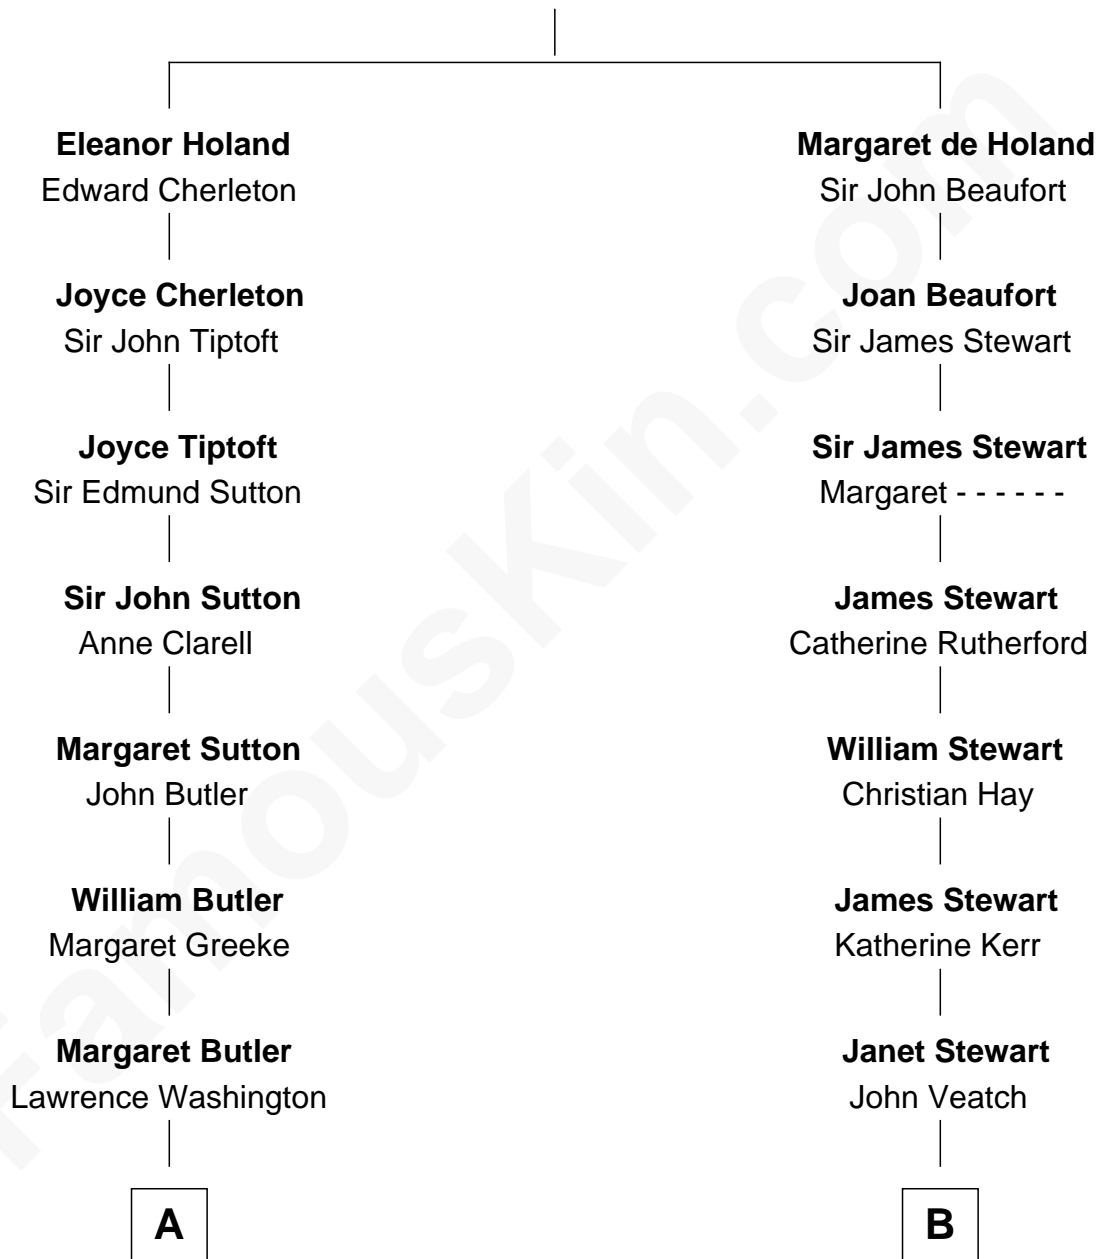 Eleanor Holand
Edward Cherleton
Joyce Cherleton
Sir John Tiptoft
Joyce Tiptoft
Sir Edmund Sutton
Sir John Sutton
Anne Clarell
Margaret Sutton
John Butler
William Butler
Margaret Greeke
Margaret Butler
Lawrence Washington
A
Margaret de Holand
Sir John Beaufort
Joan Beaufort
Sir James Stewart
Sir James Stewart
Margaret - - - - - -
James Stewart
Catherine Rutherford
William Stewart
Christian Hay
James Stewart
Katherine Kerr
Janet Stewart
John Veatch
B
FamousKin.com